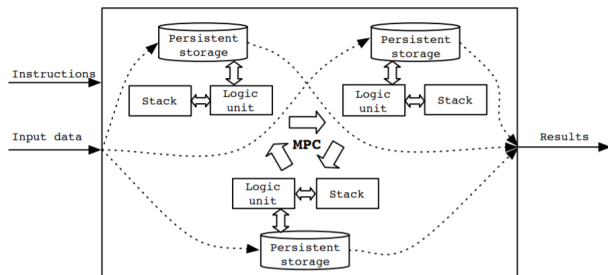 Persistent
storage
Persistent
storage
Instructions
Stack
Logic
unit
Logic
unit
Stack
Input data
MPC
Results
Logic
unit
Stack
Persistent
storage